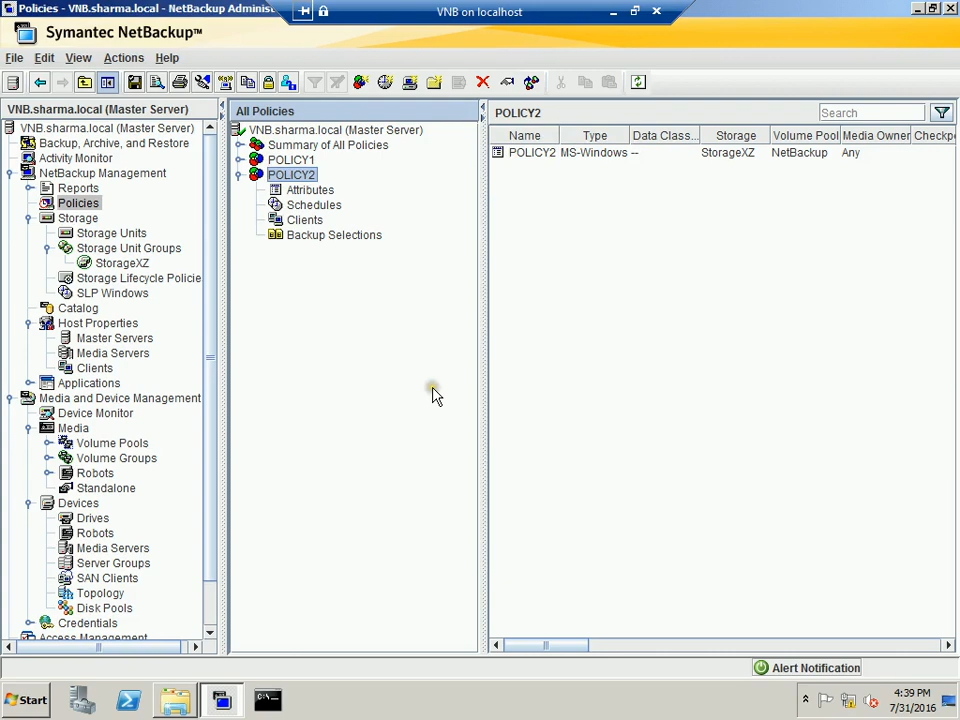 Policies - VNB.sharma.local - NetBackup Administ
VNB on localhost
Symantec NetBackup™
File Edit View Actions Help
VNB.sharma.local (Master Server)
VNB.sharma.local (Master Server)
Backup, Archive, and Restore
Activity Monitor
NetBackup Management
Reports
Policies
Storage
Storage Units
Storage Unit Groups
StorageXZ
Storage Lifecycle Policie
SLP Windows
Catalog
Host Properties
Master Servers
Media Servers
Clients
Applications
Media and Device Management
Device Monitor
Media
Volume Pools
Volume Groups
Robots
Standalone
Devices
Drives
Robots
Media Servers
Server Groups
SAN Clients
Topology
Disk Pools
Credentials
Access Management
All Policies
VNB.sharma.local (Master Server)
Summary of All Policies
POLICY1
POLICY2
Attributes
Schedules
Clients
Backup Selections
POLICY2
Search
Name Type Data Class... Storage Volume Pool Media Owner Checkpo
POLICY2 MS-Windows -- StorageXZ NetBackup Any
Alert Notification
Start
4:39 PM
7/31/2016